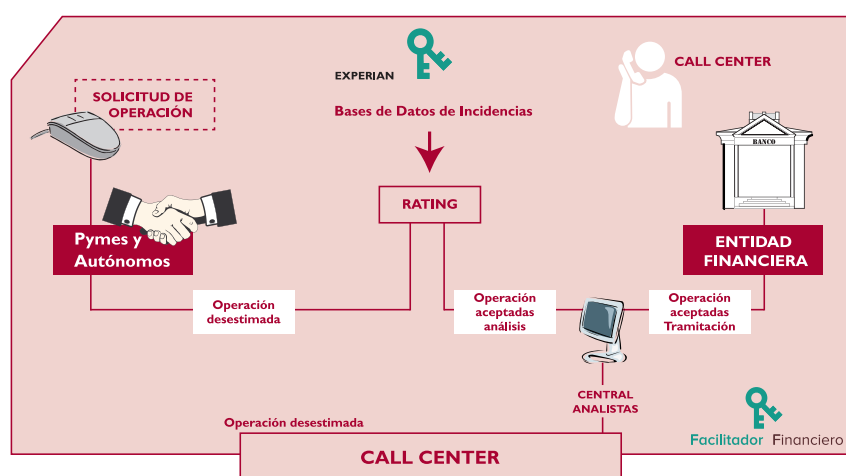 SOLICITUD DE
OPERACIÓN
EXPERIAN
Bases de Datos de Incidencias
CALL CENTER
BANCO
RATING
Pymes y
Autónomos
ENTIDAD
FINANCIERA
Operación
desestimada
Operación
aceptadas
análisis
Operación
aceptadas
Tramitación
CENTRAL
ANALISTAS
Operación desestimada
CALL CENTER
Facilitador Financiero